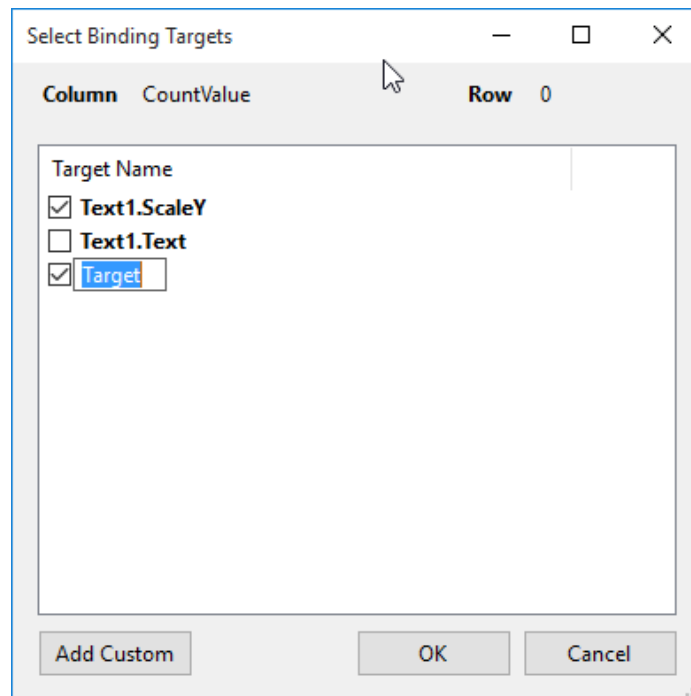 Select Binding Targets
Column CountValue Row 0
Target Name
Text1.ScaleY
Text1.Text
Target
Add Custom OK Cancel